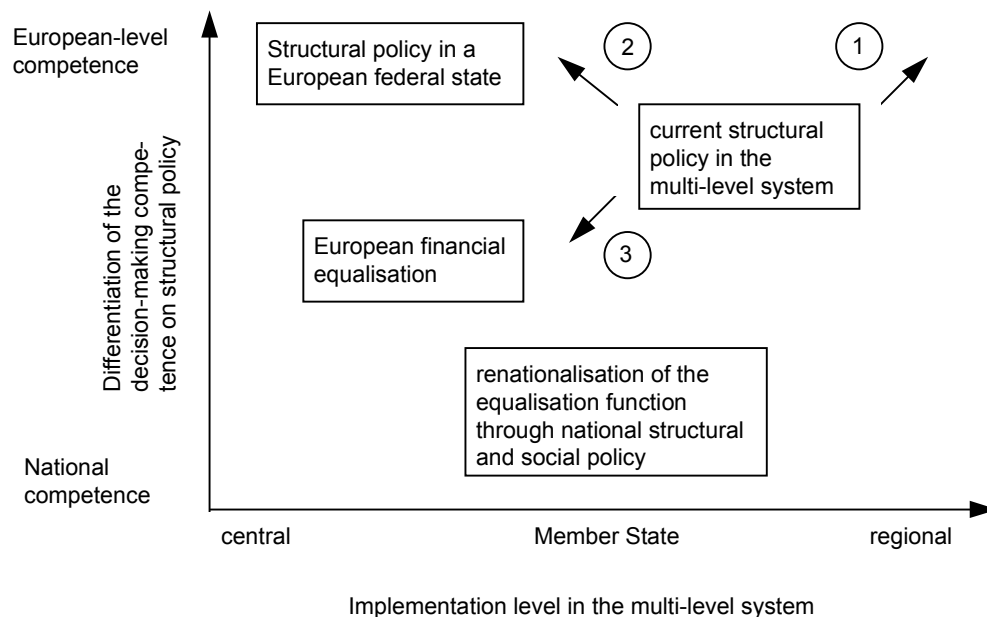 European-level
competence
Structural policy in a
European federal state
2
1
current structural
policy in the
multi-level system
Differentiation of the
decision-making compe-
tence on structural policy
European financial
equalisation
3
renationalisation of the
equalisation function
through national structural
and social policy
National
competence
central
Member State
regional
Implementation level in the multi-level system